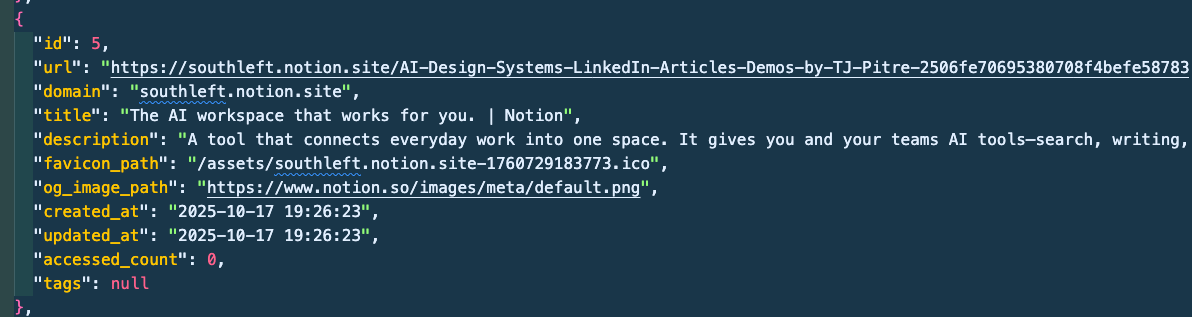 },
{
"id": 5,
"url": "https://southleft.notion.site/AI-Design-Systems-LinkedIn-Articles-Demos-by-TJ-Pitre-2506fe70695380708f4befe58783
"domain": "southleft.notion.site",
"title": "The AI workspace that works for you. | Notion",
"description": "A tool that connects everyday work into one space. It gives you and your teams AI tools—search, writing,
"favicon_path": "/assets/southleft.notion.site-1760729183773.ico",
"og_image_path": "https://www.notion.so/images/meta/default.png",
"created_at": "2025-10-17 19:26:23",
"updated_at": "2025-10-17 19:26:23",
"accessed_count": 0,
"tags": null
},